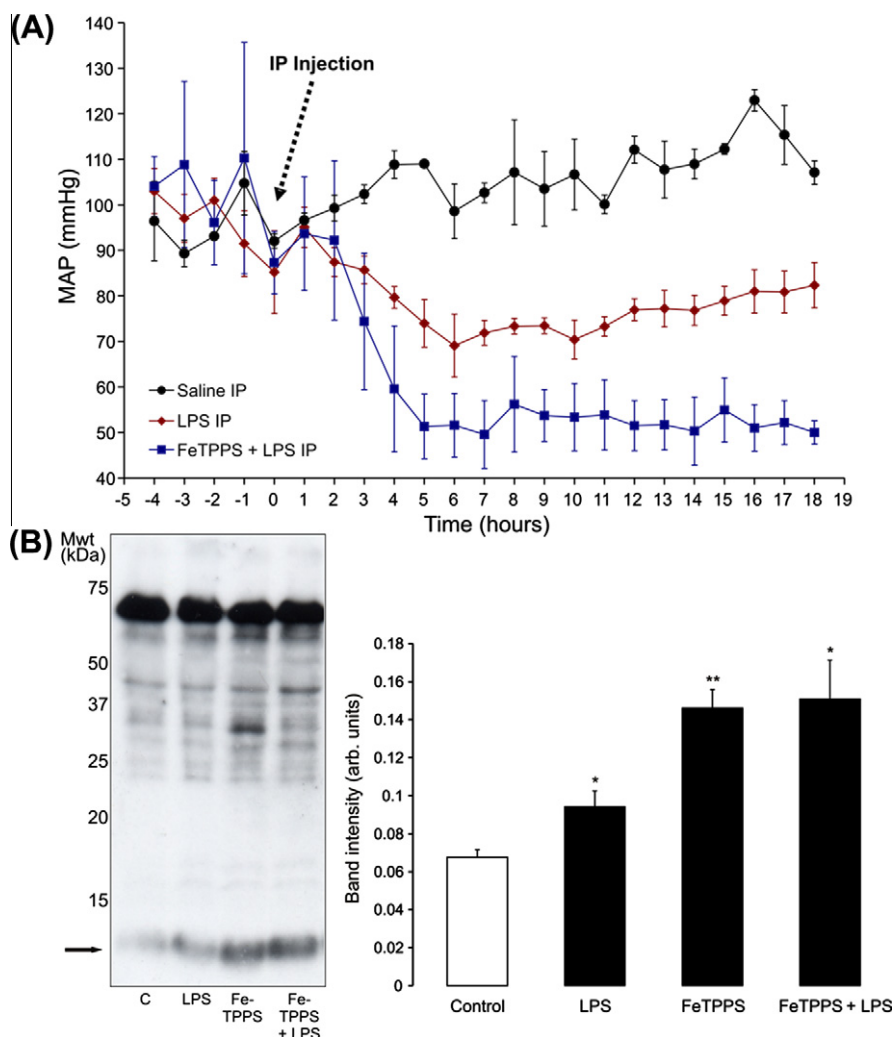 (A)
140
130
120
110
100
90
80
70
60
50
40
MAP (mmHg)
IP Injection
Saline IP
LPS IP
FeTPPS + LPS IP
-5 -4 -3 -2 -1 0 1 2 3 4 5 6 7 8 9 10 11 12 13 14 15 16 17 18 19
Time (hours)
(B)
Mwt
(kDa)
75
50
37
25
20
15
C LPS Fe- Fe-
TPPS TPPS
+ LPS
0.18
0.16
0.14
0.12
0.1
0.08
0.06
0.04
0.02
0
Band intensity (arb. units)
*
**
*
Control LPS FeTPPS FeTPPS + LPS